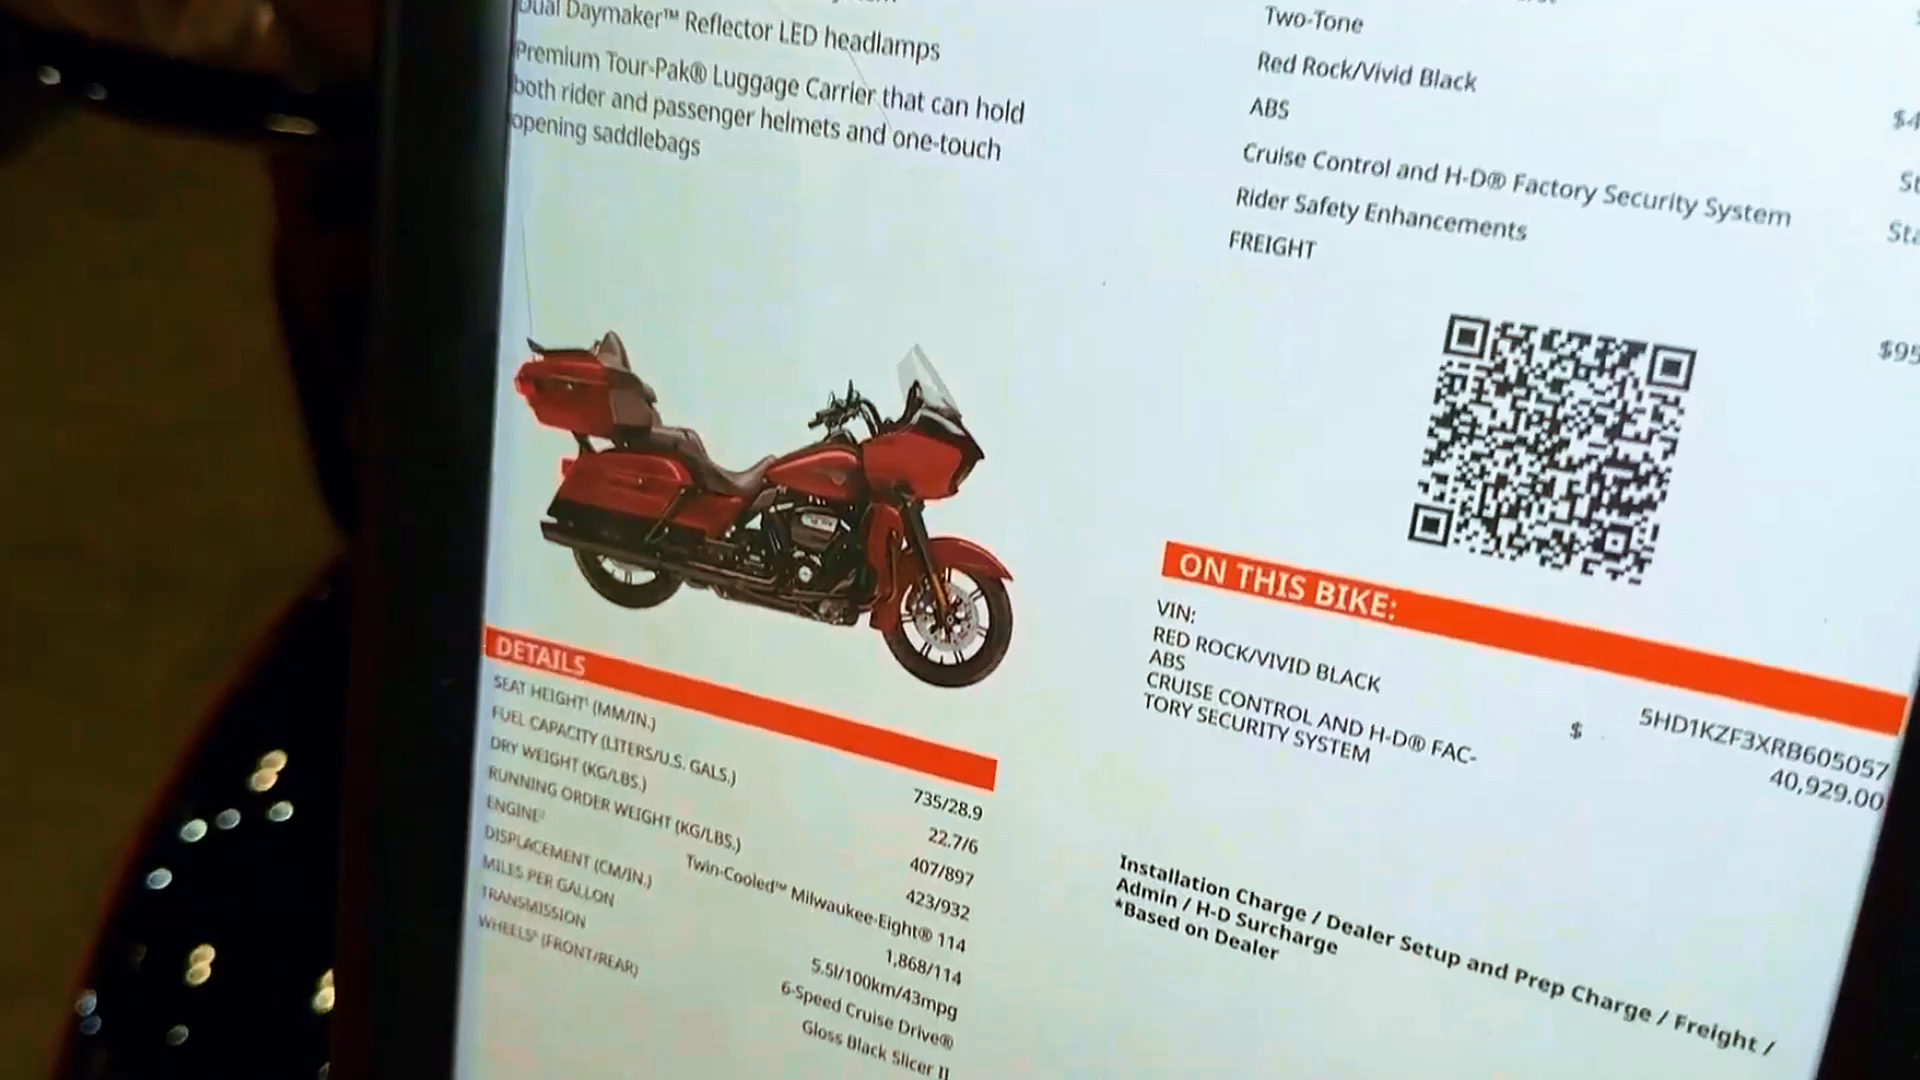 Dual Daymaker™ Reflector LED headlamps
Premium Tour-Pak® Luggage Carrier that can hold
both rider and passenger helmets and one-touch
opening saddlebags
Two-Tone
Red Rock/Vivid Black
ABS
Cruise Control and H-D® Factory Security System
Rider Safety Enhancements
FREIGHT
$95
DETAILS
SEAT HEIGHT¹ (MM/IN.) 735/28.9
FUEL CAPACITY (LITERS/U.S. GALS.) 22.7/6
DRY WEIGHT (KG/LBS.) 407/897
RUNNING ORDER WEIGHT (KG/LBS.) 423/932
ENGINE² Twin-Cooled™ Milwaukee-Eight® 114
DISPLACEMENT (CM/IN.) 1,868/114
MILES PER GALLON 5.5l/100km/43mpg
TRANSMISSION 6-Speed Cruise Drive®
WHEELS⁵ (FRONT/REAR) Gloss Black Slicer II
ON THIS BIKE:
VIN: 5HD1KZF3XRB605057
RED ROCK/VIVID BLACK $ 40,929.00
ABS
CRUISE CONTROL AND H-D® FAC-
TORY SECURITY SYSTEM
Installation Charge / Dealer Setup and Prep Charge / Freight /
Admin / H-D Surcharge
*Based on Dealer